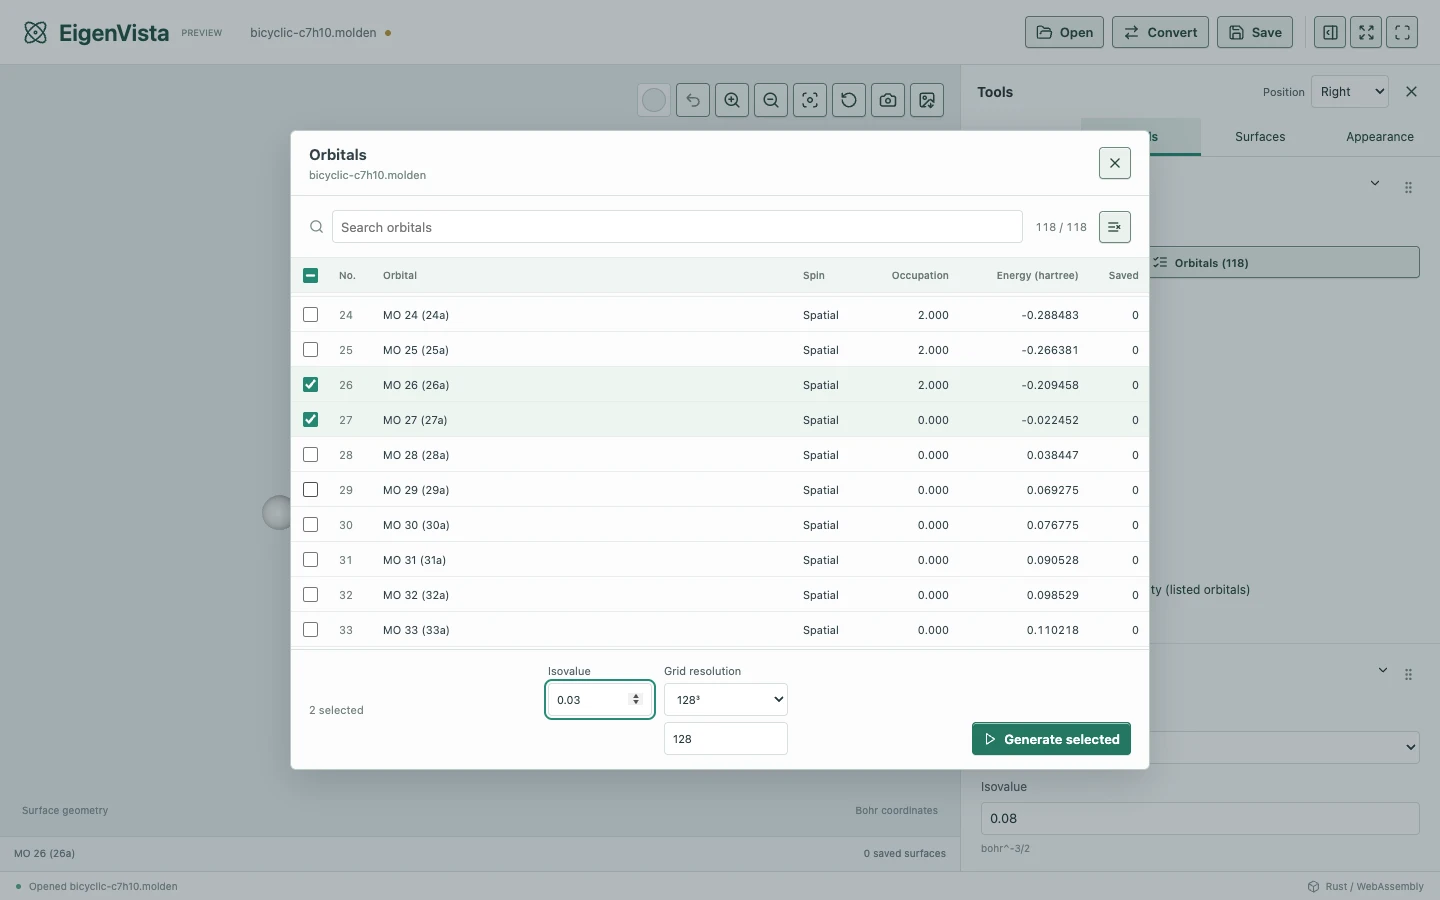 EigenVista PREVIEW bicyclic-c7h10.molden
Open Convert Save
Tools Position Right
ls Surfaces Appearance
Orbitals
bicyclic-c7h10.molden
Search orbitals 118 / 118
No. Orbital Spin Occupation Energy (hartree) Saved
24 MO 24 (24a) Spatial 2.000 -0.288483 0
25 MO 25 (25a) Spatial 2.000 -0.266381 0
26 MO 26 (26a) Spatial 2.000 -0.209458 0
27 MO 27 (27a) Spatial 0.000 -0.022452 0
28 MO 28 (28a) Spatial 0.000 0.038447 0
29 MO 29 (29a) Spatial 0.000 0.069275 0
30 MO 30 (30a) Spatial 0.000 0.076775 0
31 MO 31 (31a) Spatial 0.000 0.090528 0
32 MO 32 (32a) Spatial 0.000 0.098529 0
33 MO 33 (33a) Spatial 0.000 0.110218 0
Isovalue Grid resolution
0.03 128³
2 selected
128
Generate selected
Orbitals (118)
ty (listed orbitals)
Isovalue
0.08
bohr^-3/2
Surface geometry Bohr coordinates
MO 26 (26a) 0 saved surfaces
Opened bicyclic-c7h10.molden Rust / WebAssembly